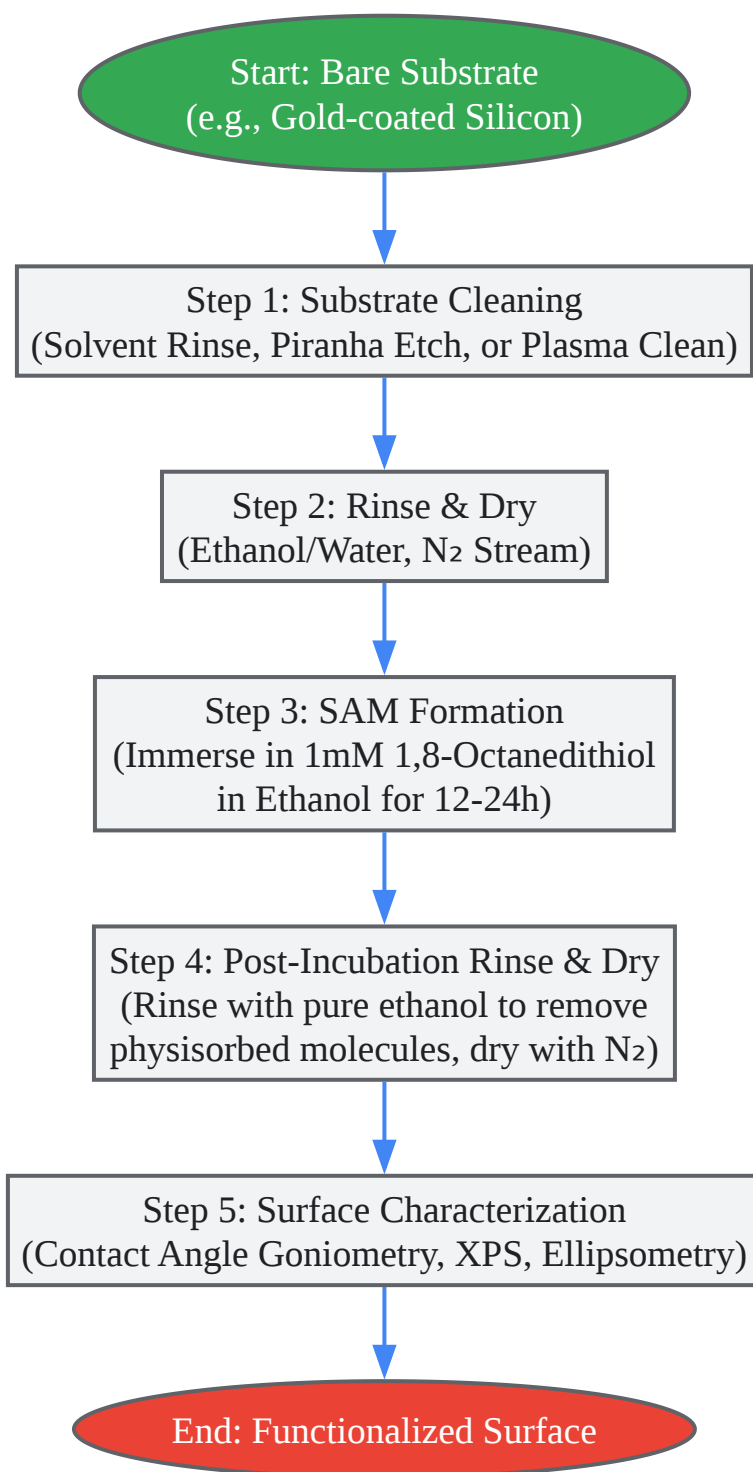 Start: Bare Substrate
(e.g., Gold-coated Silicon)
Step 1: Substrate Cleaning
(Solvent Rinse, Piranha Etch, or Plasma Clean)
Step 2: Rinse & Dry
(Ethanol/Water, N₂ Stream)
Step 3: SAM Formation
(Immerse in 1mM 1,8-Octanedithiol
in Ethanol for 12-24h)
Step 4: Post-Incubation Rinse & Dry
(Rinse with pure ethanol to remove
physisorbed molecules, dry with N₂)
Step 5: Surface Characterization
(Contact Angle Goniometry, XPS, Ellipsometry)
End: Functionalized Surface